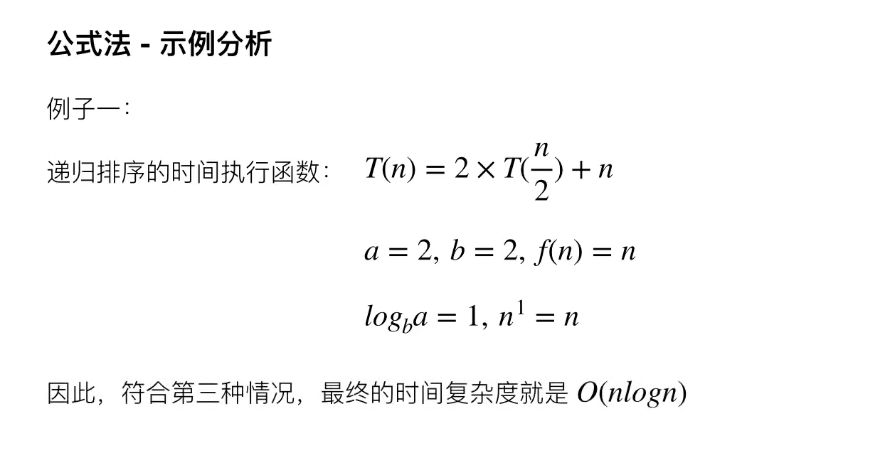 公式法 - 示例分析
例子一：
递归排序的时间执行函数： T(n) = 2 × T(n/2) + n
a = 2, b = 2, f(n) = n
log_b a = 1, n^1 = n
因此，符合第三种情况，最终的时间复杂度就是 O(nlogn)